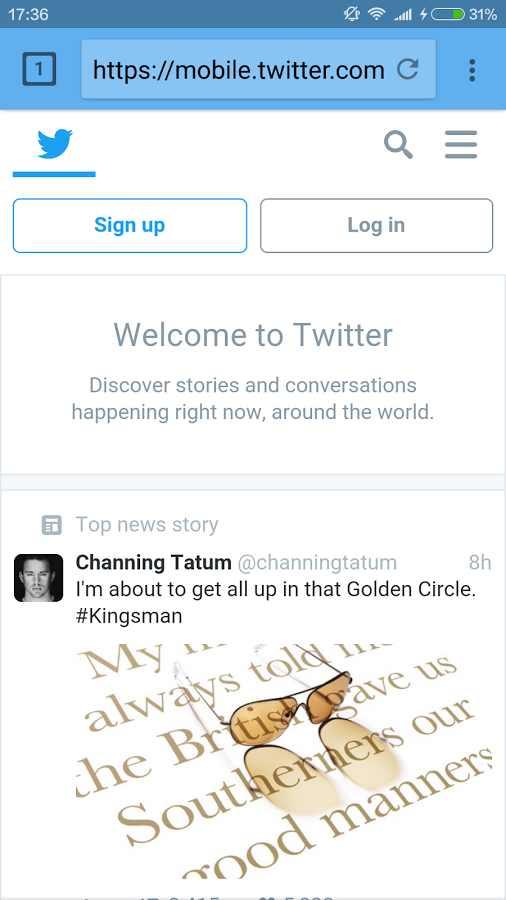 17:36
31%
1
https://mobile.twitter.com
Sign up
Log in
Welcome to Twitter
Discover stories and conversations
happening right now, around the world.
Top news story
Channing Tatum @channingtatum 8h
I'm about to get all up in that Golden Circle.
#Kingsman
My
always told me
the British gave us
Southerners our
good manners